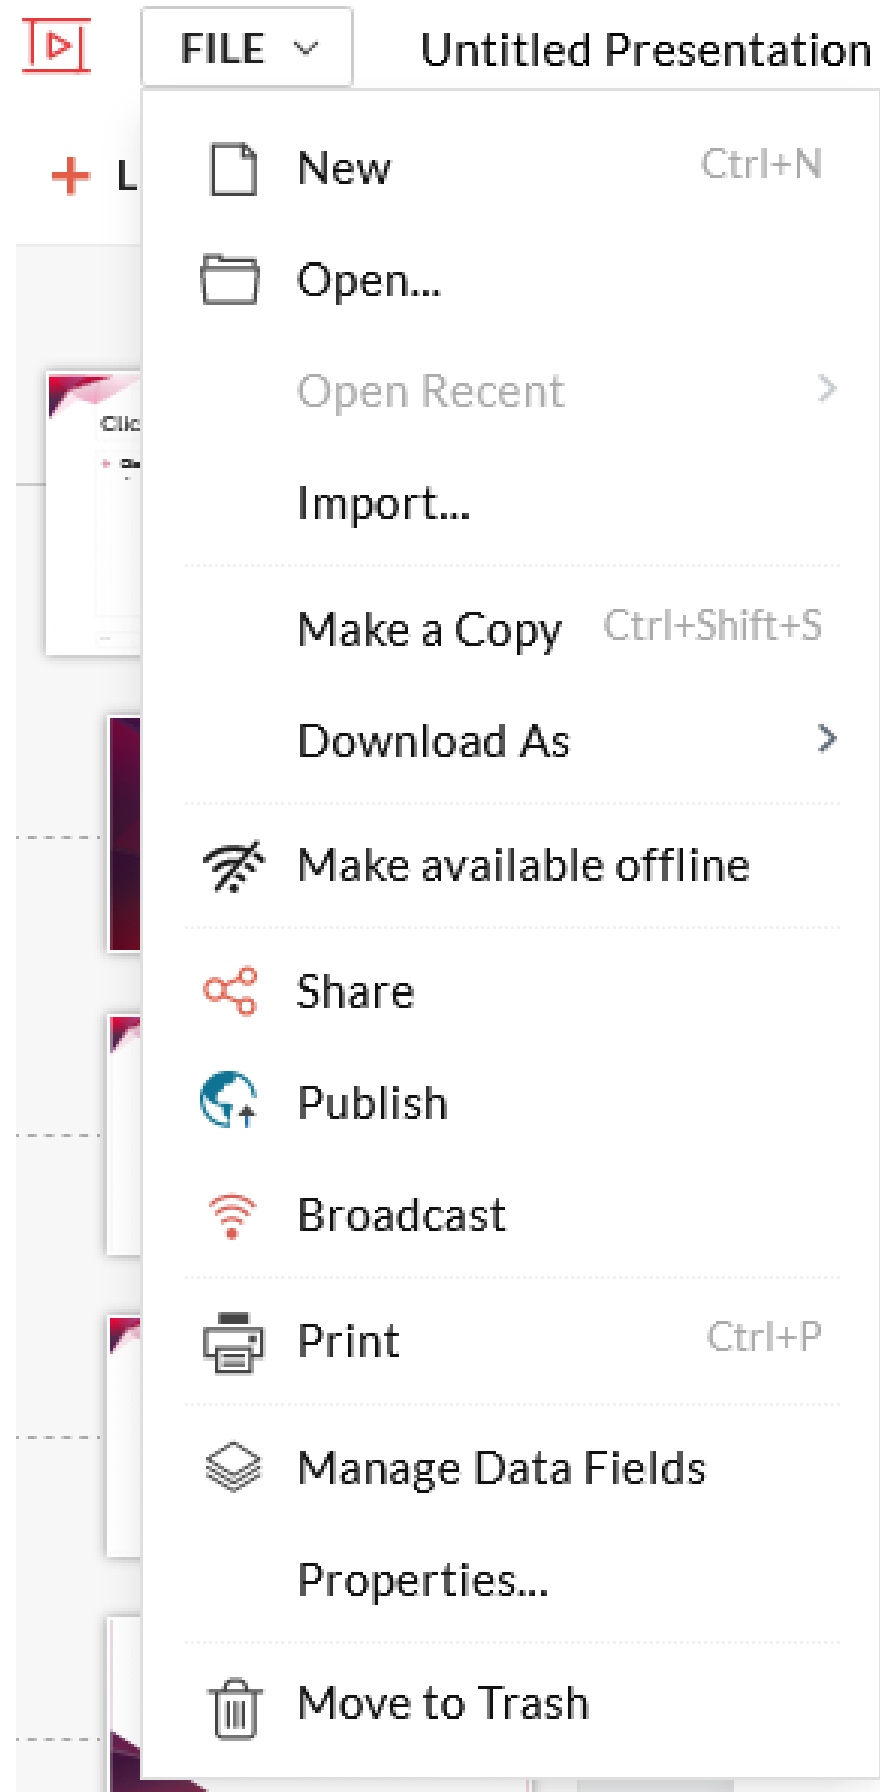 FILE Untitled Presentation
L
New Ctrl+N
Open...
Open Recent
Import...
Make a Copy Ctrl+Shift+S
Download As
Make available offline
Share
Publish
Broadcast
Print Ctrl+P
Manage Data Fields
Properties...
Move to Trash
Clic